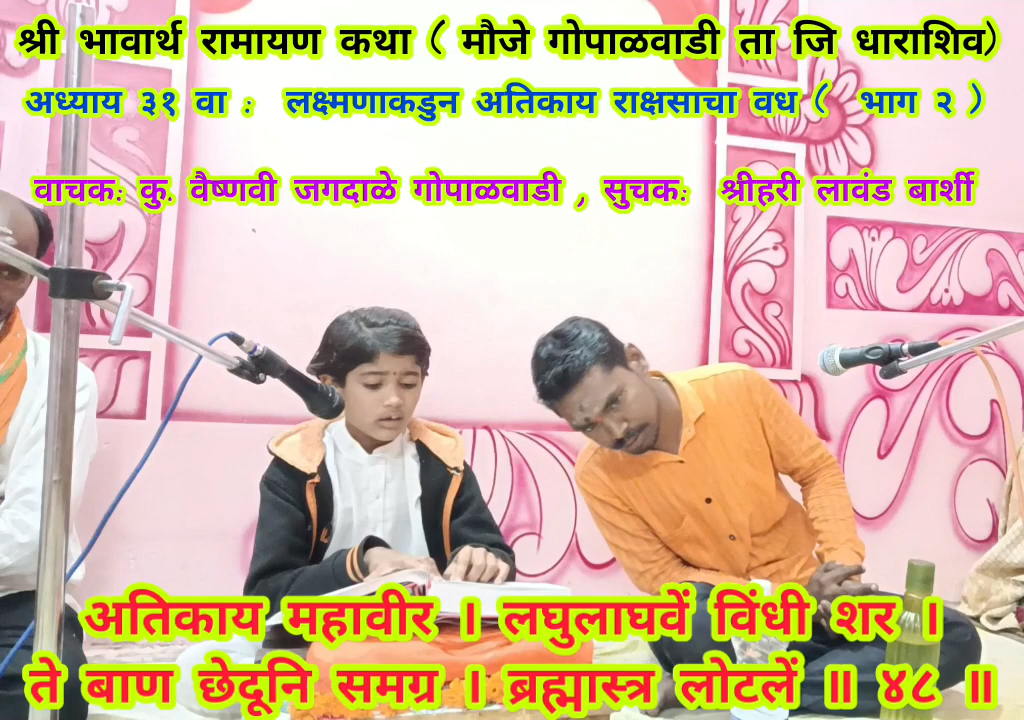 श्री भावार्थ रामायण कथा ( मौजे गोपाळवाडी ता जि धाराशिव)
अध्याय ३१ वा : लक्ष्मणाकडुन अतिकाय राक्षसाचा वध ( भाग २ )
वाचक: कु. वैष्णवी जगदाळे गोपाळवाडी , सुचक: श्रीहरी लावंड बार्शी
अतिकाय महावीर । लघुलाघवें विंधी शर ।
ते बाण छेदूनि समग्र । ब्रह्मास्त्र लोटलें ॥ ४८ ॥